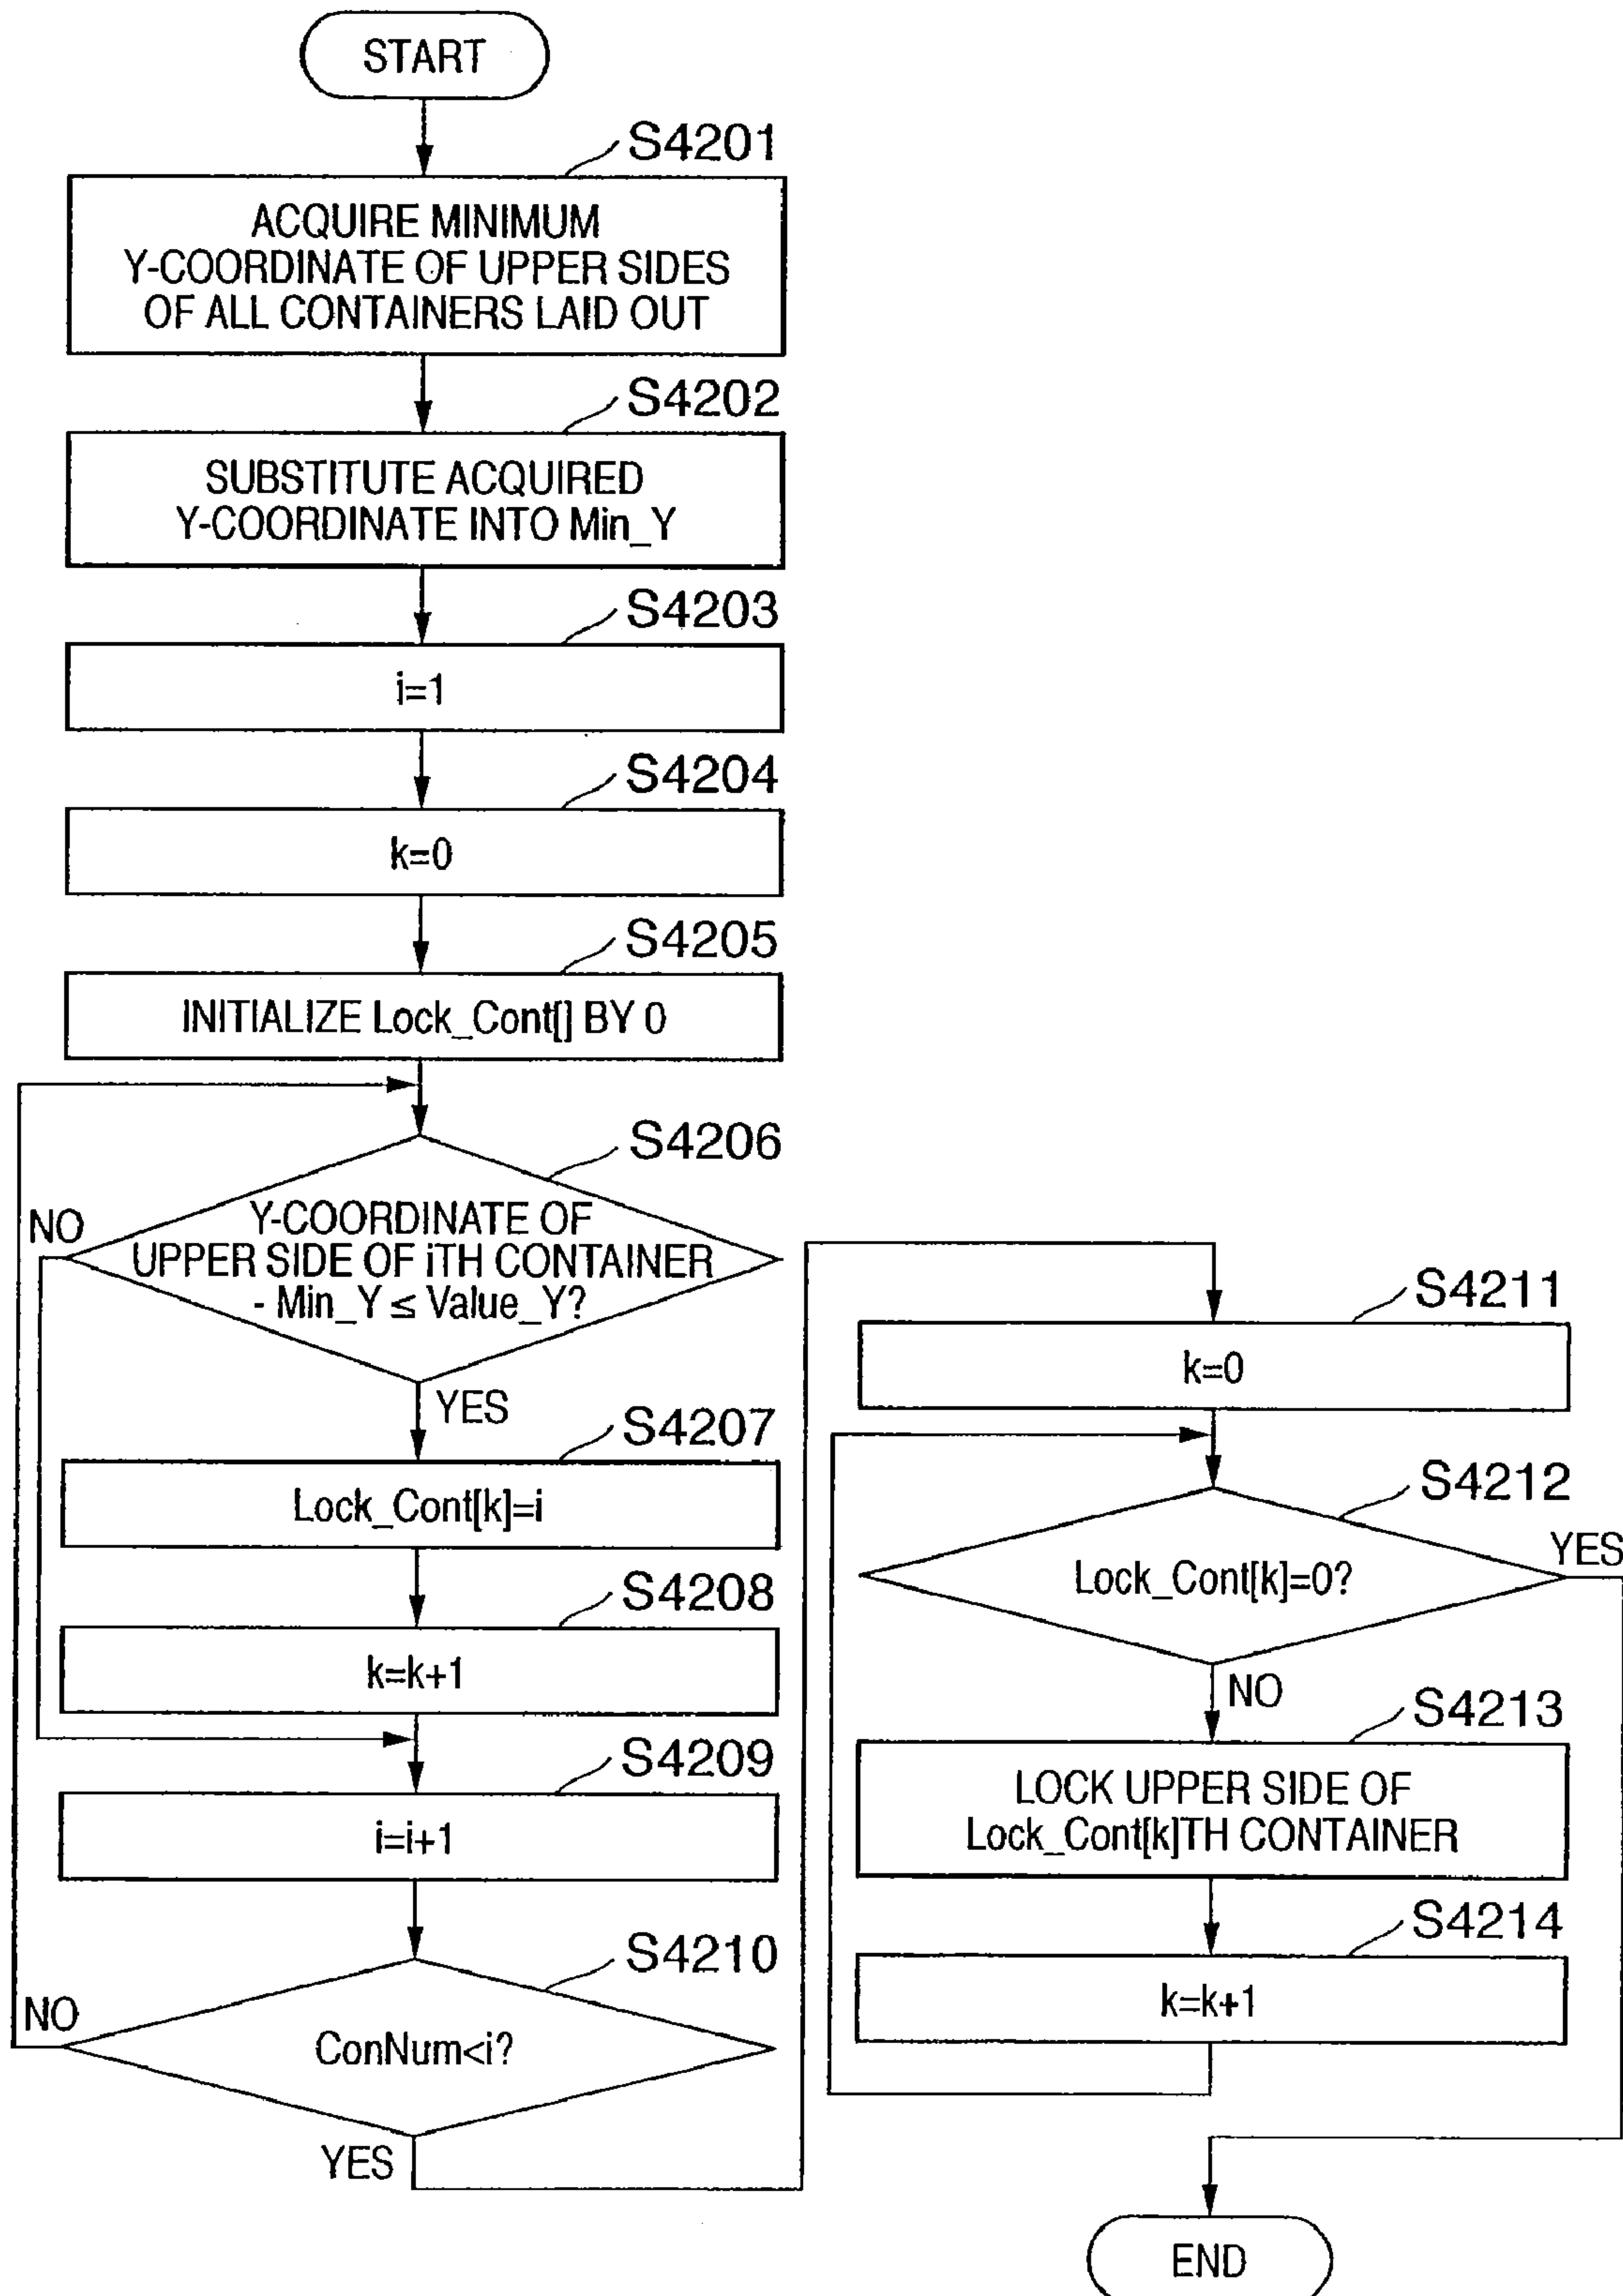 START
S4201
ACQUIRE MINIMUM
Y-COORDINATE OF UPPER SIDES
OF ALL CONTAINERS LAID OUT
S4202
SUBSTITUTE ACQUIRED
Y-COORDINATE INTO Min_Y
S4203
i=1
S4204
k=0
S4205
INITIALIZE Lock_Cont[] BY 0
S4206
NO
Y-COORDINATE OF
UPPER SIDE OF iTH CONTAINER
- Min_Y ≤ Value_Y?
YES
S4207
Lock_Cont[k]=i
S4208
k=k+1
S4209
i=i+1
S4210
NO
ConNum<i?
YES
S4211
k=0
S4212
YES
Lock_Cont[k]=0?
NO
S4213
LOCK UPPER SIDE OF
Lock_Cont[k]TH CONTAINER
S4214
k=k+1
END